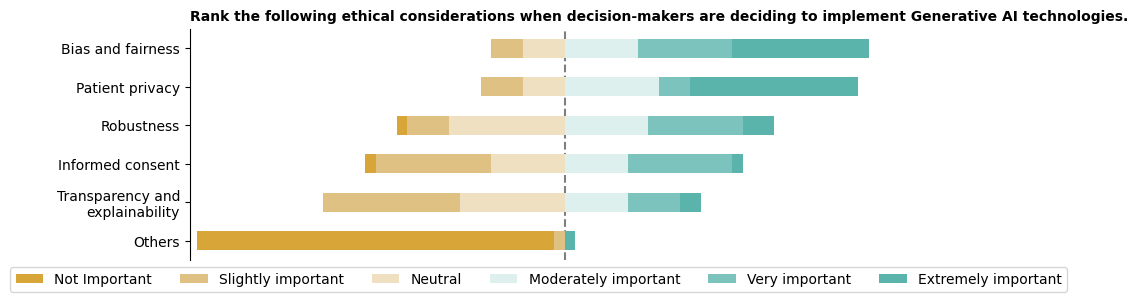 Rank the following ethical considerations when decision-makers are deciding to implement Generative AI technologies.
Bias and fairness
Patient privacy
Robustness
Informed consent
Transparency and
explainability
Others
Not Important
Slightly important
Neutral
Moderately important
Very important
Extremely important